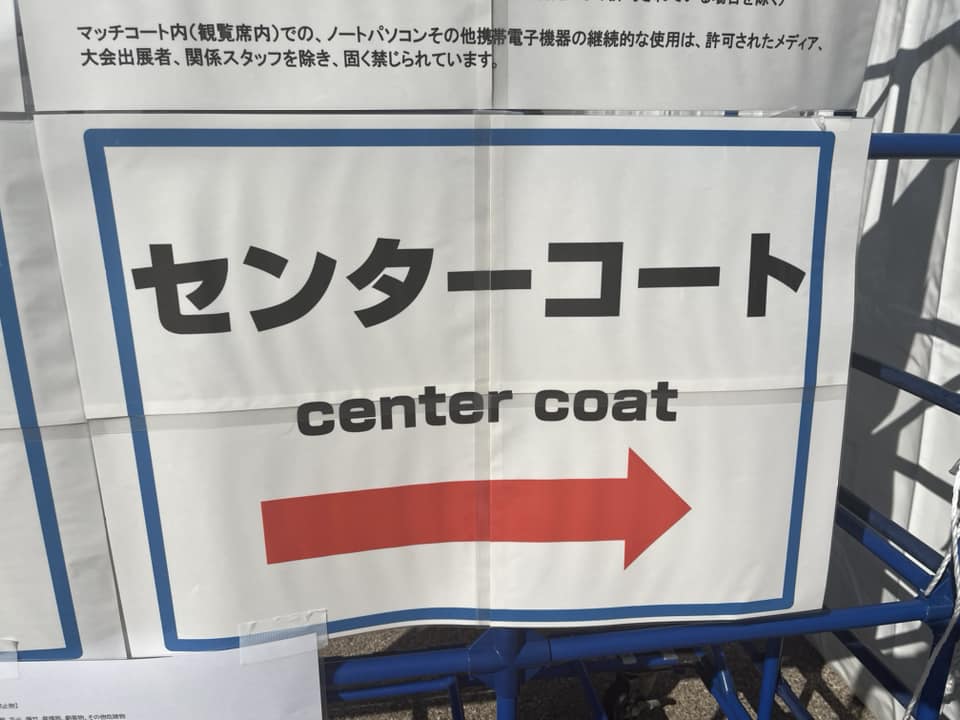 マッチコート内(観覧席内)での、ノートパソコンその他携帯電子機器の継続的な使用は、許可されたメディア、
大会出展者、関係スタッフを除き、固く禁じられています。
センターコート
center coat